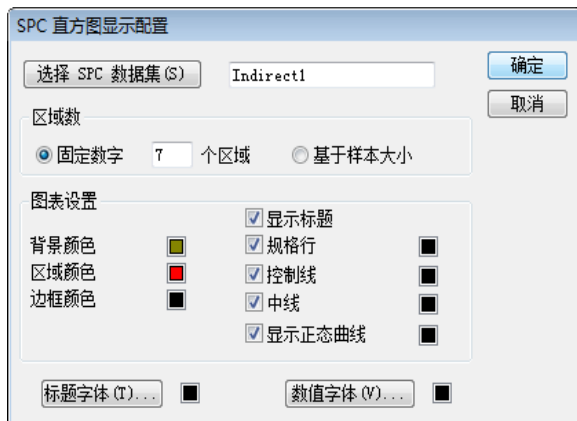 SPC 直方图显示配置
选择 SPC 数据集(S)
Indirect1
确定
取消
区域数
固定数字 7 个区域 基于样本大小
图表设置
显示标题
背景颜色 规格行
区域颜色 控制线
边框颜色 中线
显示正态曲线
标题字体(T)... 数值字体(V)...